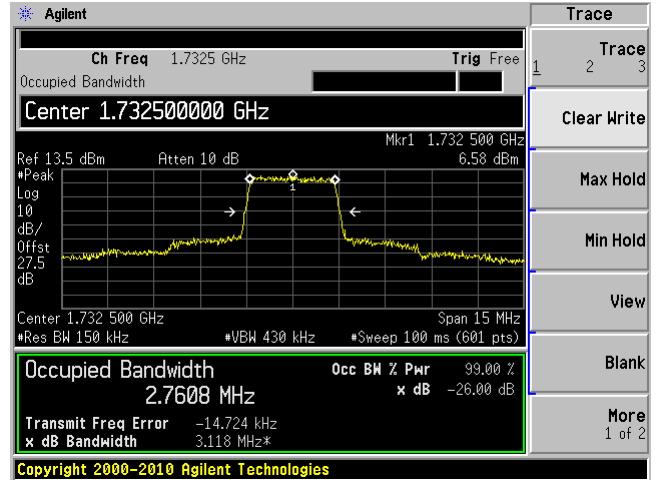 Agilent
Trace
Ch Freq 1.7325 GHz Trig Free
Occupied Bandwidth
Center 1.732500000 GHz
Mkr1 1.732 500 GHz
Ref 13.5 dBm Atten 10 dB 6.58 dBm
#Peak
Log
10
dB/
Offst
27.5
dB
1
Center 1.732 500 GHz Span 15 MHz
#Res BW 150 kHz #VBW 430 kHz #Sweep 100 ms (601 pts)
Occupied Bandwidth Occ BW % Pwr 99.00 %
2.7608 MHz x dB -26.00 dB
Transmit Freq Error -14.724 kHz
x dB Bandwidth 3.118 MHz*
Copyright 2000-2010 Agilent Technologies
Trace
1 2 3
Clear Write
Max Hold
Min Hold
View
Blank
More
1 of 2